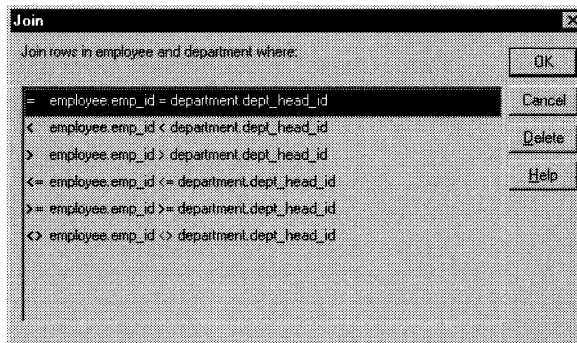 Join
Join rows in employee and department where:
= employee.emp_id = department.dept_head_id
< employee.emp_id < department.dept_head_id
> employee.emp_id > department.dept_head_id
<= employee.emp_id <= department.dept_head_id
>= employee.emp_id >= department.dept_head_id
<> employee.emp_id <> department.dept_head_id
OK
Cancel
Delete
Help